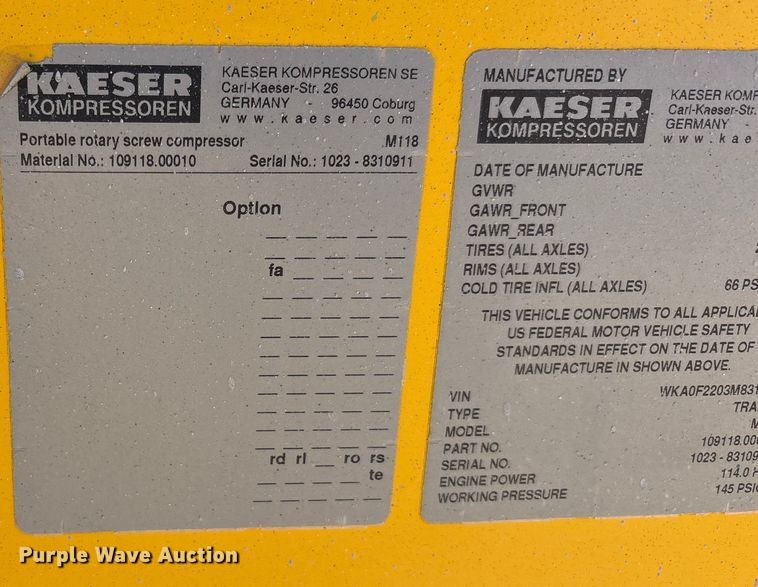 KAESER
KOMPRESSOREN
KAESER KOMPRESSOREN SE
Carl-Kaeser-Str. 26
GERMANY - 96450 Coburg
www.kaeser.com
Portable rotary screw compressor M118
Material No.: 109118.00010 Serial No.: 1023 - 8310911
Option
fa
rd rl ro rs
te
MANUFACTURED BY
KAESER
KOMPRESSOREN
KAESER KOMP
Carl-Kaeser-Str.
GERMANY -
www.kae
DATE OF MANUFACTURE
GVWR
GAWR_FRONT
GAWR_REAR
TIRES (ALL AXLES)
RIMS (ALL AXLES)
COLD TIRE INFL (ALL AXLES) 66 PS
THIS VEHICLE CONFORMS TO ALL APPLICA
US FEDERAL MOTOR VEHICLE SAFETY
STANDARDS IN EFFECT ON THE DATE OF
MANUFACTURE IN SHOWN ABOVE.
VIN WKA0F2203M831
TYPE TRA
MODEL M
PART NO. 109118.00
SERIAL NO. 1023 - 83109
ENGINE POWER 114.0 H
WORKING PRESSURE 145 PSI
Purple Wave Auction